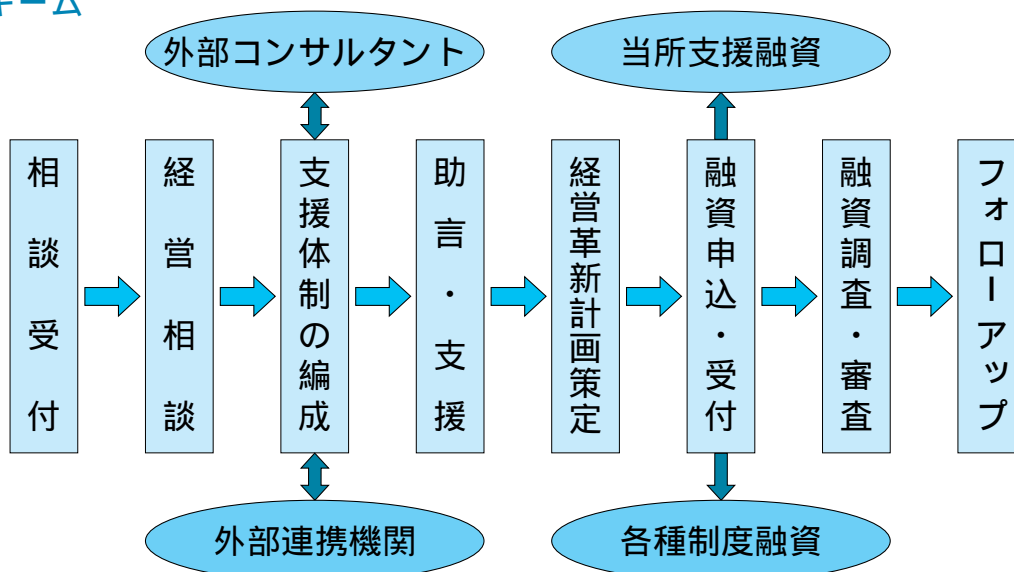 キーム
外部コンサルタント
当所支援融資
相談受付
経営相談
支援体制の編成
助言・支援
経営革新計画策定
融資申込・受付
融資調査・審査
フォローアップ
外部連携機関
各種制度融資